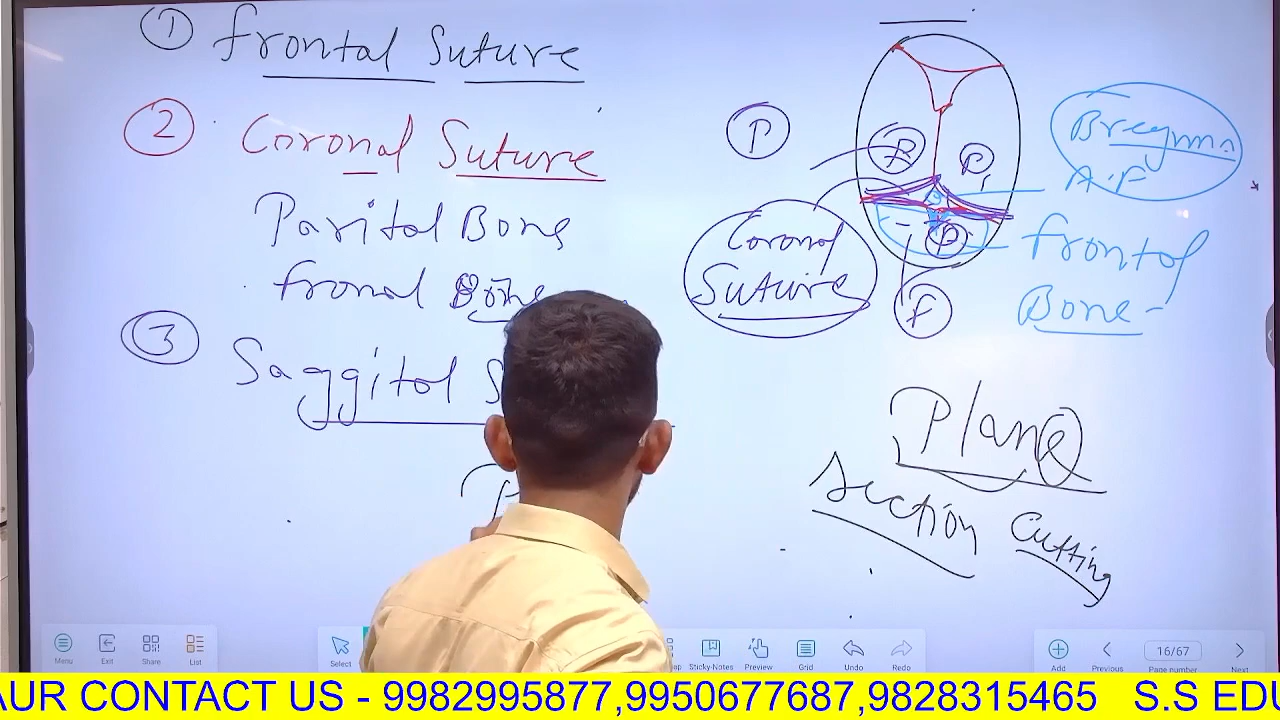 ① Frontal Suture
② Coronal Suture
Parital Bone
Fronal Bone
③ Saggitol S
P
P
P
P
P
F
Coronal
Suture
Bregma
A.F
Frontal
Bone -
Plane
Section Cutting
Menu
Exit
Share
List
Select
Sticky-Notes
Preview
Grid
Undo
Redo
Add
Previous
16/67
Page number
Next
AUR CONTACT US - 9982995877,9950677687,9828315465 S.S EDU